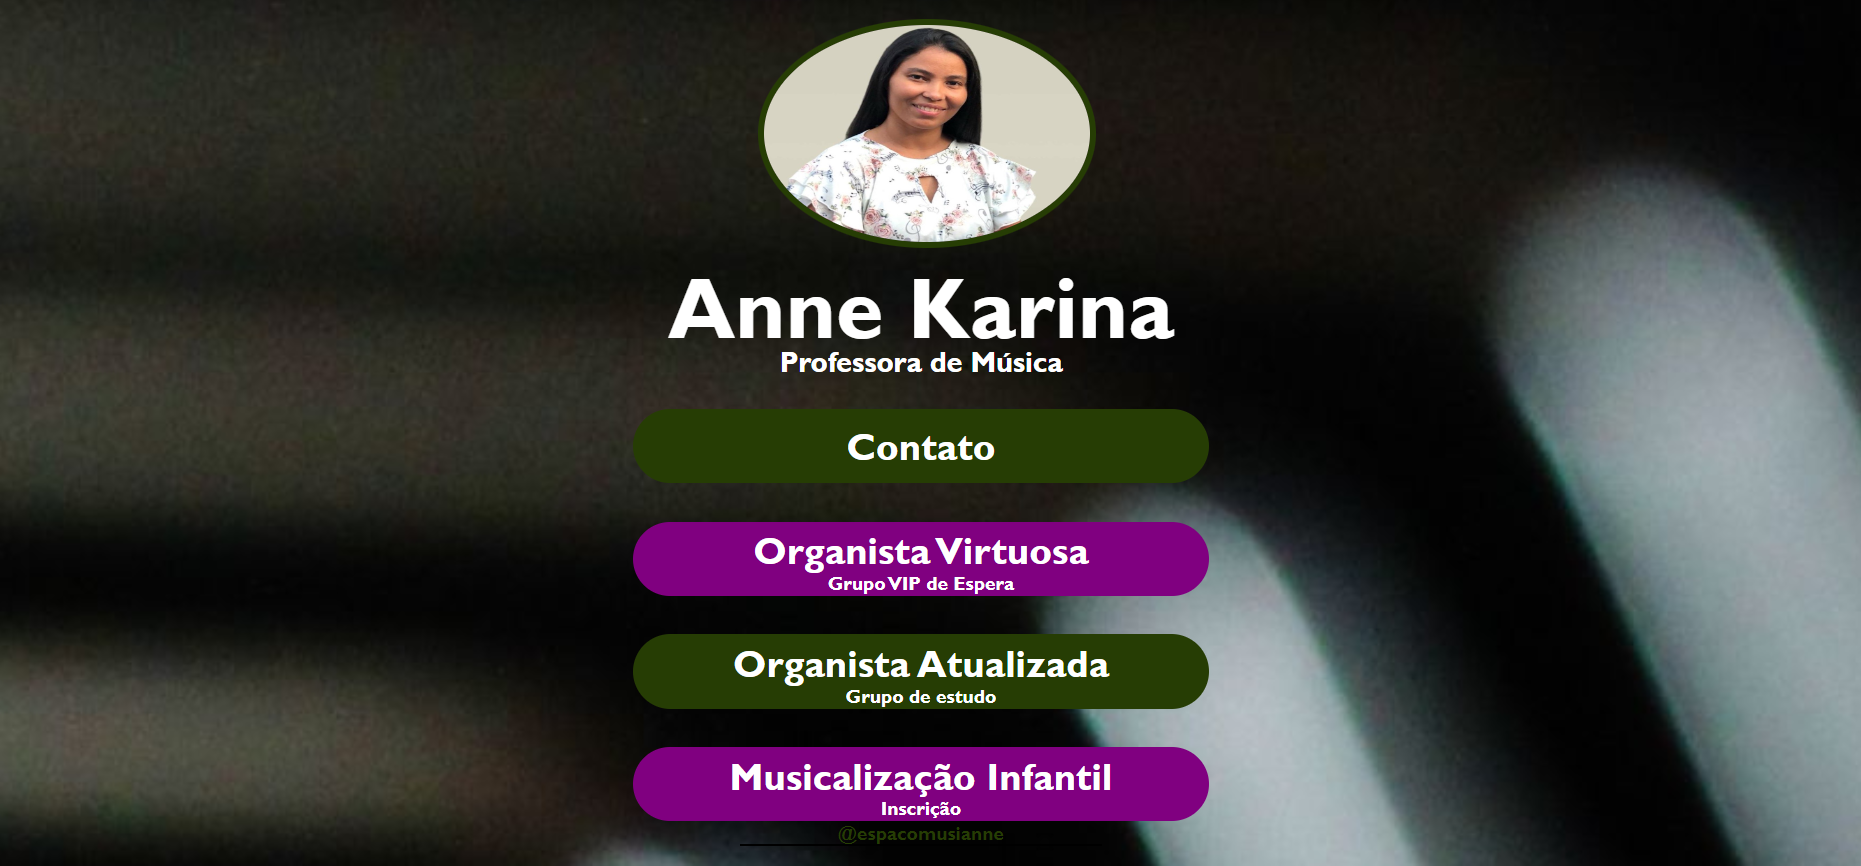 Anne Karina
Professora de Música
Contato
Organista Virtuosa
Grupo VIP de Espera
Organista Atualizada
Grupo de estudo
Musicalização Infantil
Inscrição
@espacomusianne